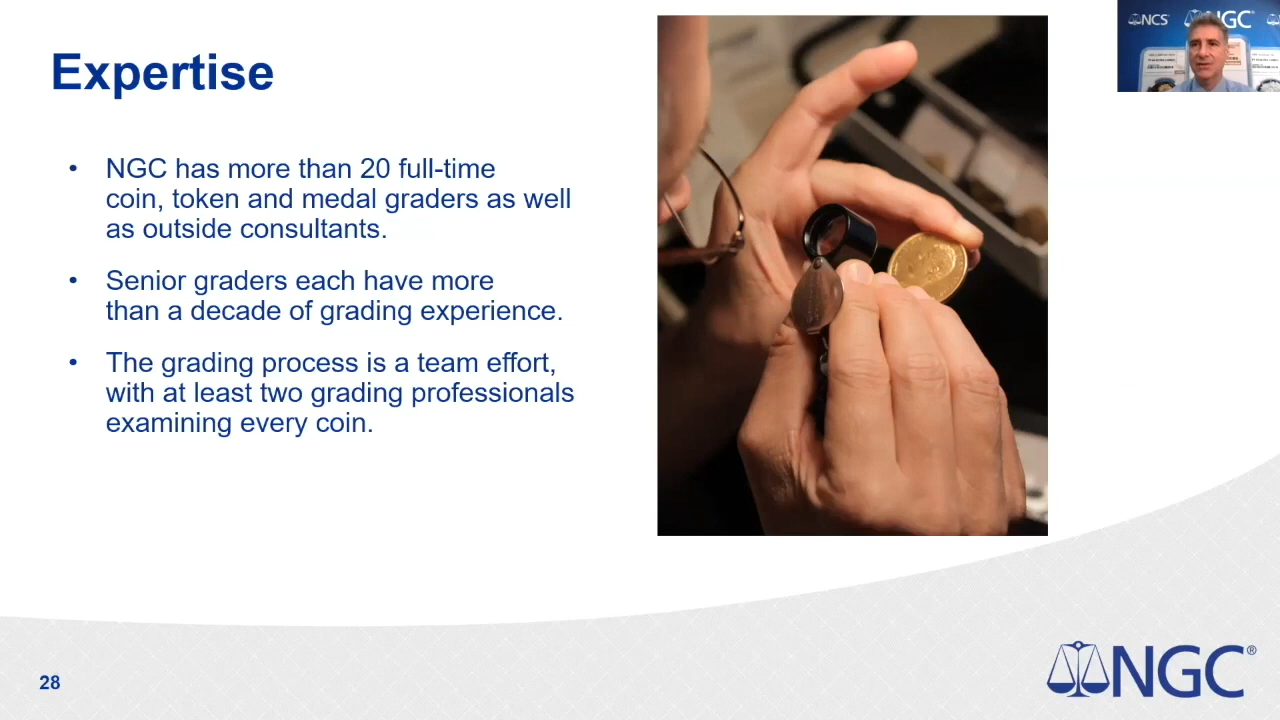 Expertise
• NGC has more than 20 full-time
coin, token and medal graders as well
as outside consultants.
• Senior graders each have more
than a decade of grading experience.
• The grading process is a team effort,
with at least two grading professionals
examining every coin.
28
NGC®
NCS
NGC®